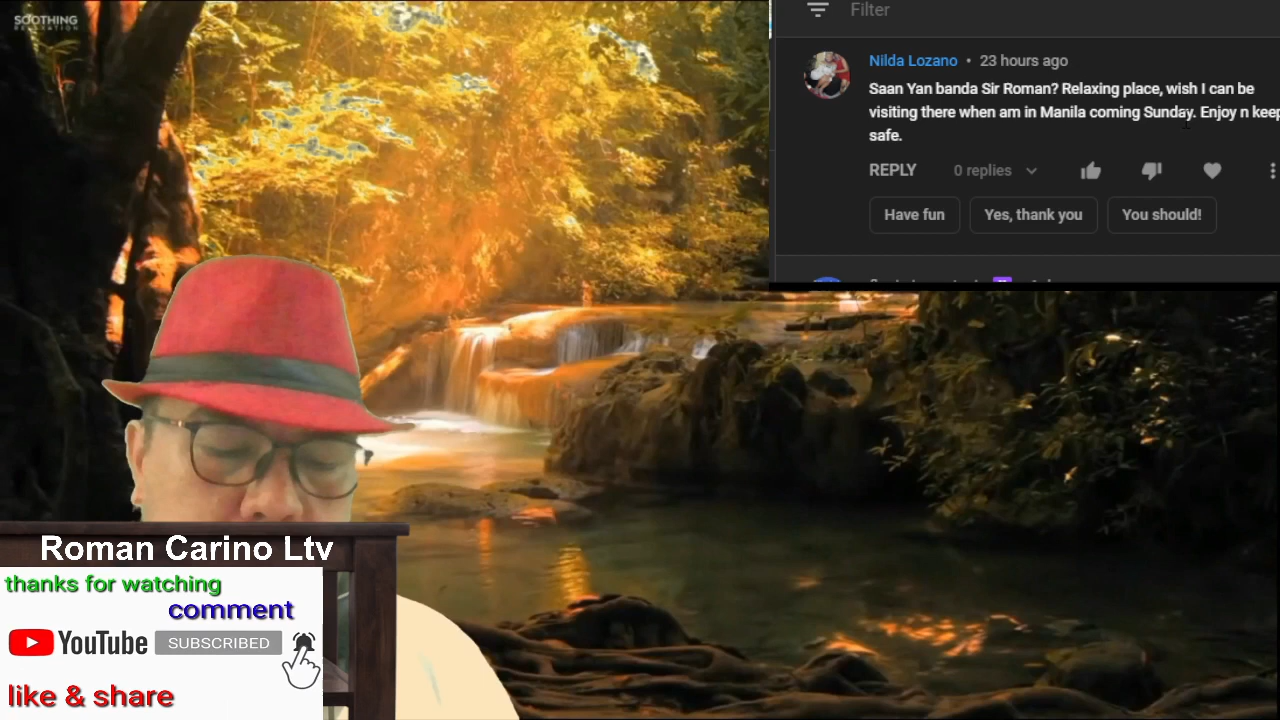 SOOTHING
RELAXATION
Filter
Nilda Lozano • 23 hours ago
Saan Yan banda Sir Roman? Relaxing place, wish I can be
visiting there when am in Manila coming Sunday. Enjoy n keep
safe.
REPLY 0 replies
Have fun Yes, thank you You should!
Roman Carino Ltv
thanks for watching
comment
YouTube SUBSCRIBED
like & share